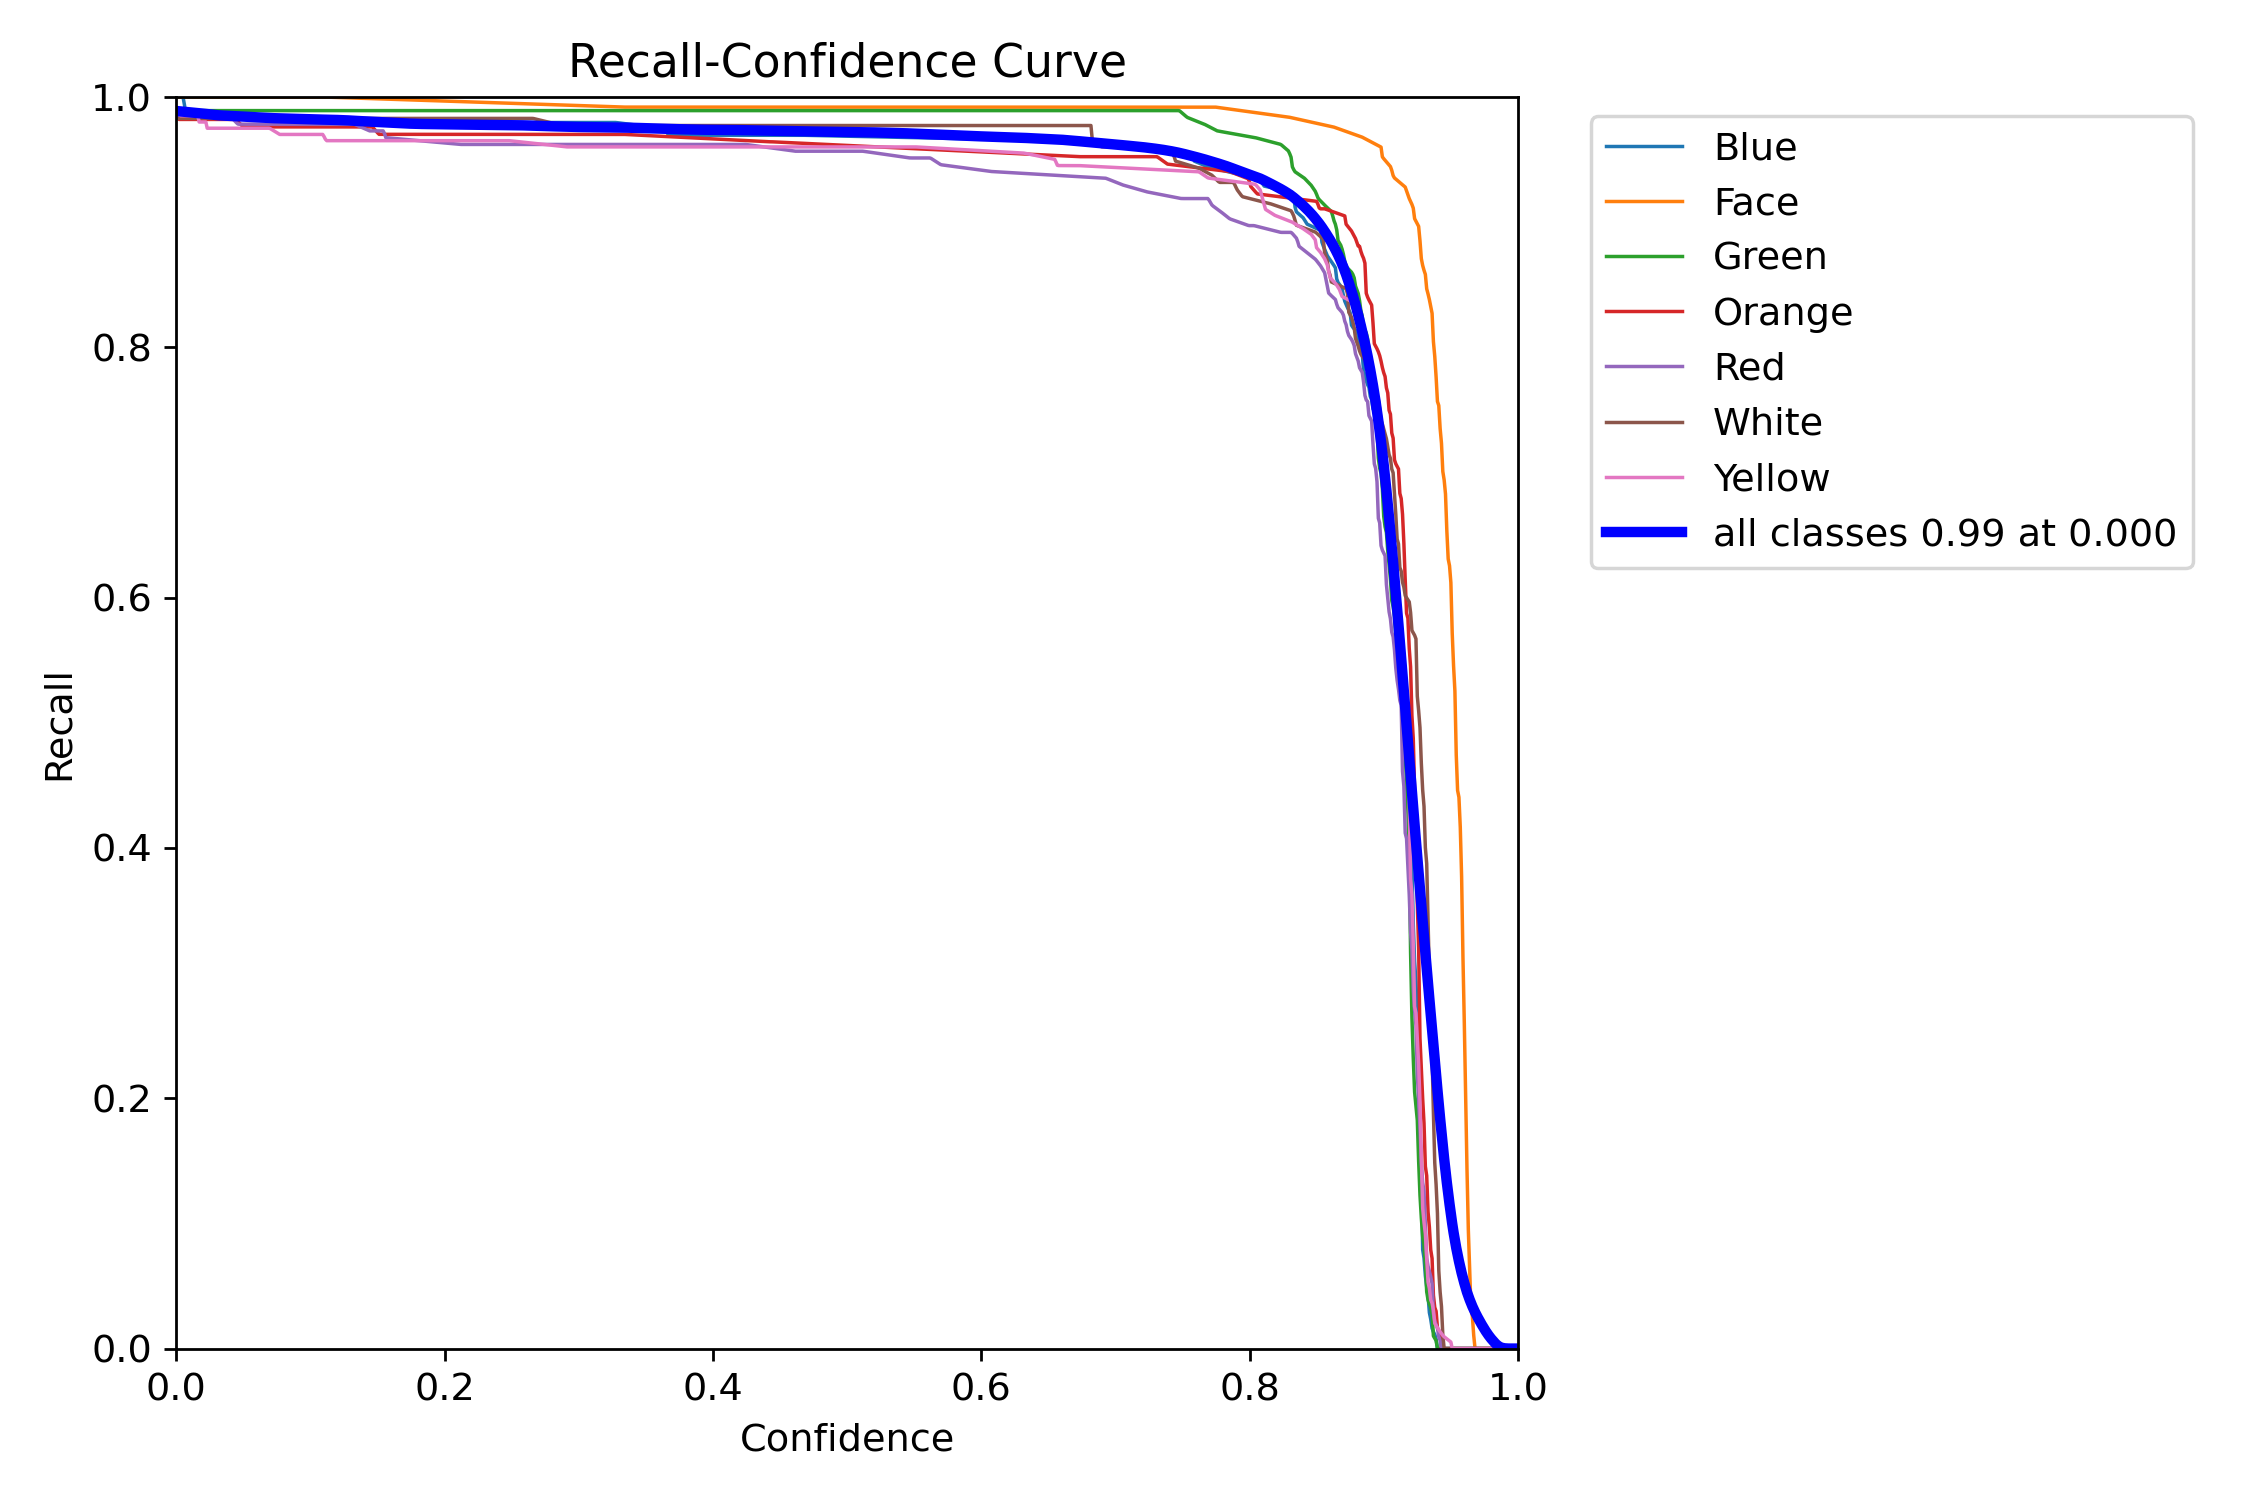 Recall-Confidence Curve
1.0
0.8
0.6
0.4
0.2
0.0
Recall
0.0 0.2 0.4 0.6 0.8 1.0
Confidence
Blue
Face
Green
Orange
Red
White
Yellow
all classes 0.99 at 0.000